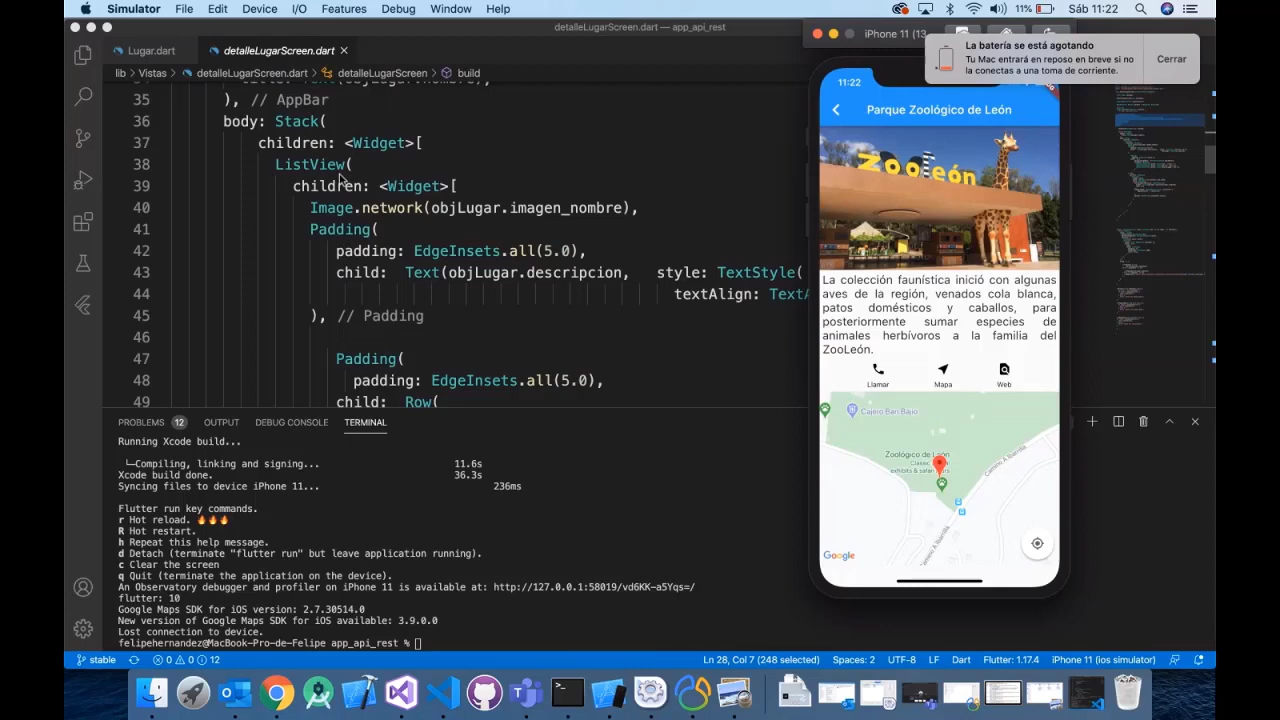 Simulator File Edit Device I/O Features Debug Window Help 11% Sáb 11:22
detalleLugarScreen.dart — app_api_rest
iPhone 11 (13
La batería se está agotando
Tu Mac entrará en reposo en breve si no
la conectas a una toma de corriente.
Cerrar
Lugar.dart detalleLugarScreen.dart
lib > Vistas > detalleLugarScreen.dart > detalleLugarScreen > build
35 ), // AppBar
36 body: Stack(
37 children: <Widget>[
38 ListView(
39 children: <Widget>[
40 Image.network(objLugar.imagen_nombre),
41 Padding(
42 padding: EdgeInsets.all(5.0),
43 child: Text(objLugar.descripcion, style: TextStyle(
44 textAlign: TextA
45 ), // Padding
46
47 Padding(
48 padding: EdgeInsets.all(5.0),
49 child: Row(
PROBLEMS 12 OUTPUT DEBUG CONSOLE TERMINAL
Running Xcode build...
└─Compiling, linking and signing... 11.6s
Xcode build done. 36.3s
Syncing files to device iPhone 11... 236ms
Flutter run key commands.
r Hot reload. 🔥🔥🔥
R Hot restart.
h Repeat this help message.
d Detach (terminate "flutter run" but leave application running).
c Clear the screen
q Quit (terminate the application on the device).
An Observatory debugger and profiler on iPhone 11 is available at: http://127.0.0.1:58019/vd6KK-a5Yqs=/
flutter: 10
Google Maps SDK for iOS version: 2.7.30514.0
New version of Google Maps SDK for iOS available: 3.9.0.0
Lost connection to device.
felipehernandez@MacBook-Pro-de-Felipe app_api_rest %
11:22
Parque Zoológico de León
Zooleón
La colección faunística inició con algunas
aves de la región, venados cola blanca,
patos domésticos y caballos, para
posteriormente sumar especies de
animales herbívoros a la familia del
ZooLeón.
Llamar Mapa Web
Cajero Ban Bajío
Zoológico de León
Classic
exhibits & safari tours
Camino A Ibarrilla
Camino A Ibarrilla
Google
stable 0 0 12 Ln 28, Col 7 (248 selected) Spaces: 2 UTF-8 LF Dart Flutter: 1.17.4 iPhone 11 (ios simulator)